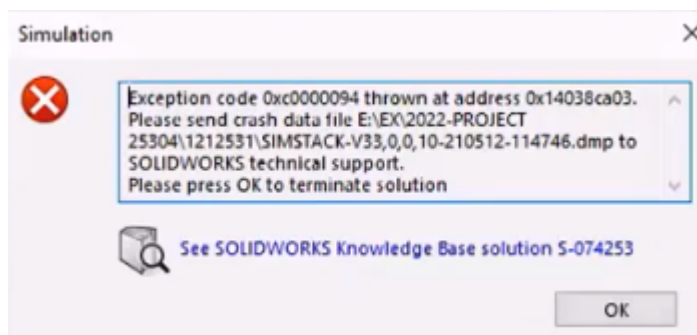 Simulation
Exception code 0xc0000094 thrown at address 0x14038ca03.
Please send crash data file E:\EX\2022-PROJECT
25304\1212531\SIMSTACK-V33,0,0,10-210512-114746.dmp to
SOLIDWORKS technical support.
Please press OK to terminate solution
See SOLIDWORKS Knowledge Base solution S-074253
OK